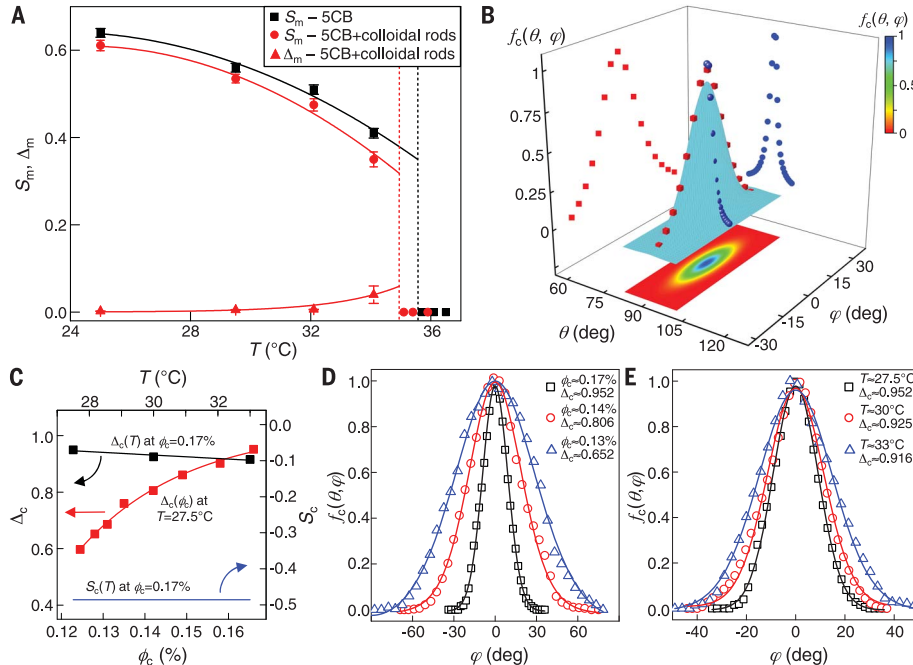 A
S_m – 5CB
S_m – 5CB+colloidal rods
Δ_m – 5CB+colloidal rods
0.6
0.4
0.2
0.0
S_m, Δ_m
24
28
32
36
T (°C)
B
f_c(θ, φ)
1
0.75
0.5
0.25
0
60
75
90
105
120
θ (deg)
-30
-15
0
15
30
φ (deg)
f_c(θ, φ)
1
0.5
0
C
T (°C)
28
30
32
1.0
0.8
0.6
0.4
Δ_c
0.0
-0.1
-0.2
-0.3
-0.4
-0.5
S_c
Δ_c(T) at ϕ_c=0.17%
Δ_c(ϕ_c) at
T=27.5°C
S_c(T) at ϕ_c=0.17%
0.12
0.13
0.14
0.15
0.16
ϕ_c (%)
D
ϕ_c≈0.17%
Δ_c≈0.952
ϕ_c≈0.14%
Δ_c≈0.806
ϕ_c≈0.13%
Δ_c≈0.652
1.0
0.8
0.6
0.4
0.2
0.0
f_c(θ,φ)
-60
-30
0
30
60
φ (deg)
E
T≈27.5°C
Δ_c≈0.952
T≈30°C
Δ_c≈0.925
T≈33°C
Δ_c≈0.916
1.0
0.8
0.6
0.4
0.2
0.0
f_c(θ,φ)
-40
-20
0
20
40
φ (deg)